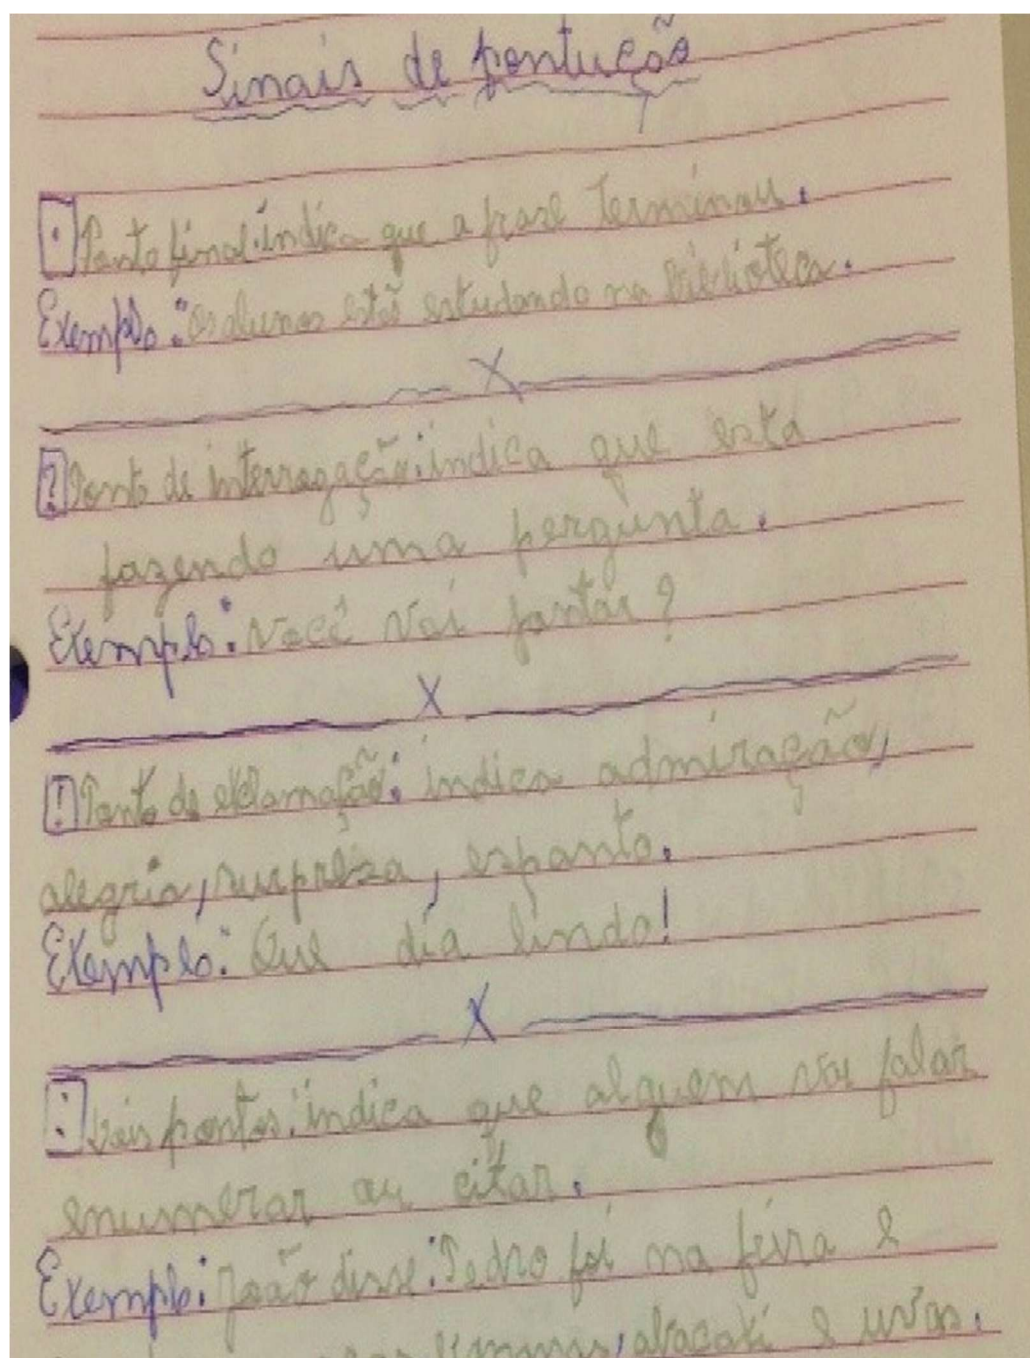 Sinais de pontução
. Ponto final: indica que a frase terminou.
Exemplo: os alunos estão estudando na biblioteca.
X
? Ponto de interrogação: indica que está
fazendo uma pergunta.
Exemplo: Você vai jantar?
X
! Ponto de exclamação: indica admiração,
alegria, surpresa, espanto.
Exemplo: Que dia lindo!
X
: Dois pontos: indica que alguem vai falar
enumerar ou citar.
Exemplo: João disse: Pedro foi na feira e
abacati e uvas.